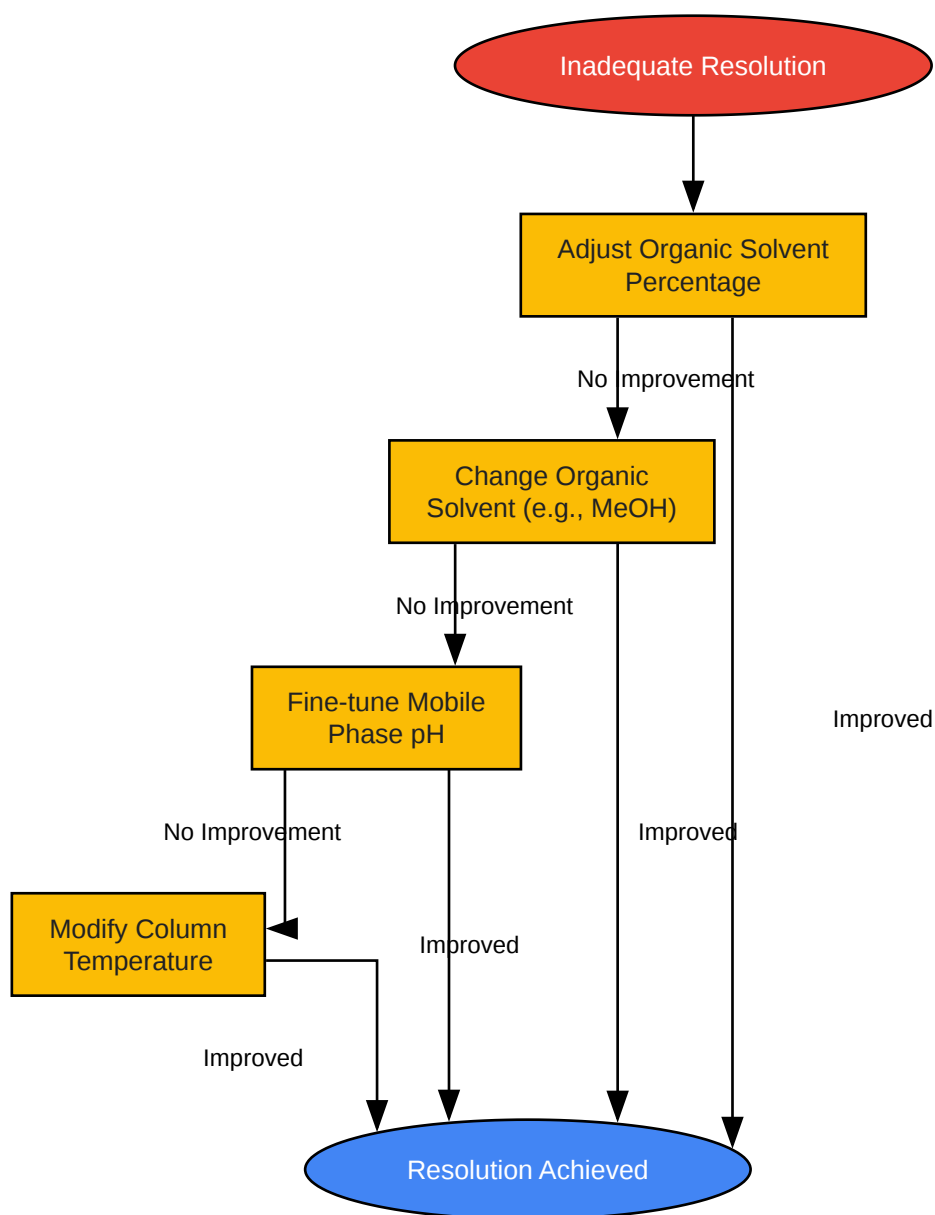 Inadequate Resolution
Adjust Organic Solvent
Percentage
No Improvement
Change Organic
Solvent (e.g., MeOH)
No Improvement
Fine-tune Mobile
Phase pH
Improved
No Improvement
Improved
Modify Column
Temperature
Improved
Improved
Resolution Achieved